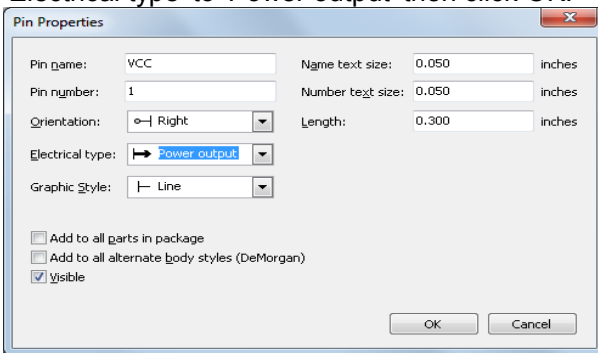 Electrical type' to 'Power output' then click OK.
Pin Properties
Pin name: VCC Name text size: 0.050 inches
Pin number: 1 Number text size: 0.050 inches
Orientation: Right Length: 0.300 inches
Electrical type: Power output
Graphic Style: Line
Add to all parts in package
Add to all alternate body styles (DeMorgan)
Visible
OK Cancel